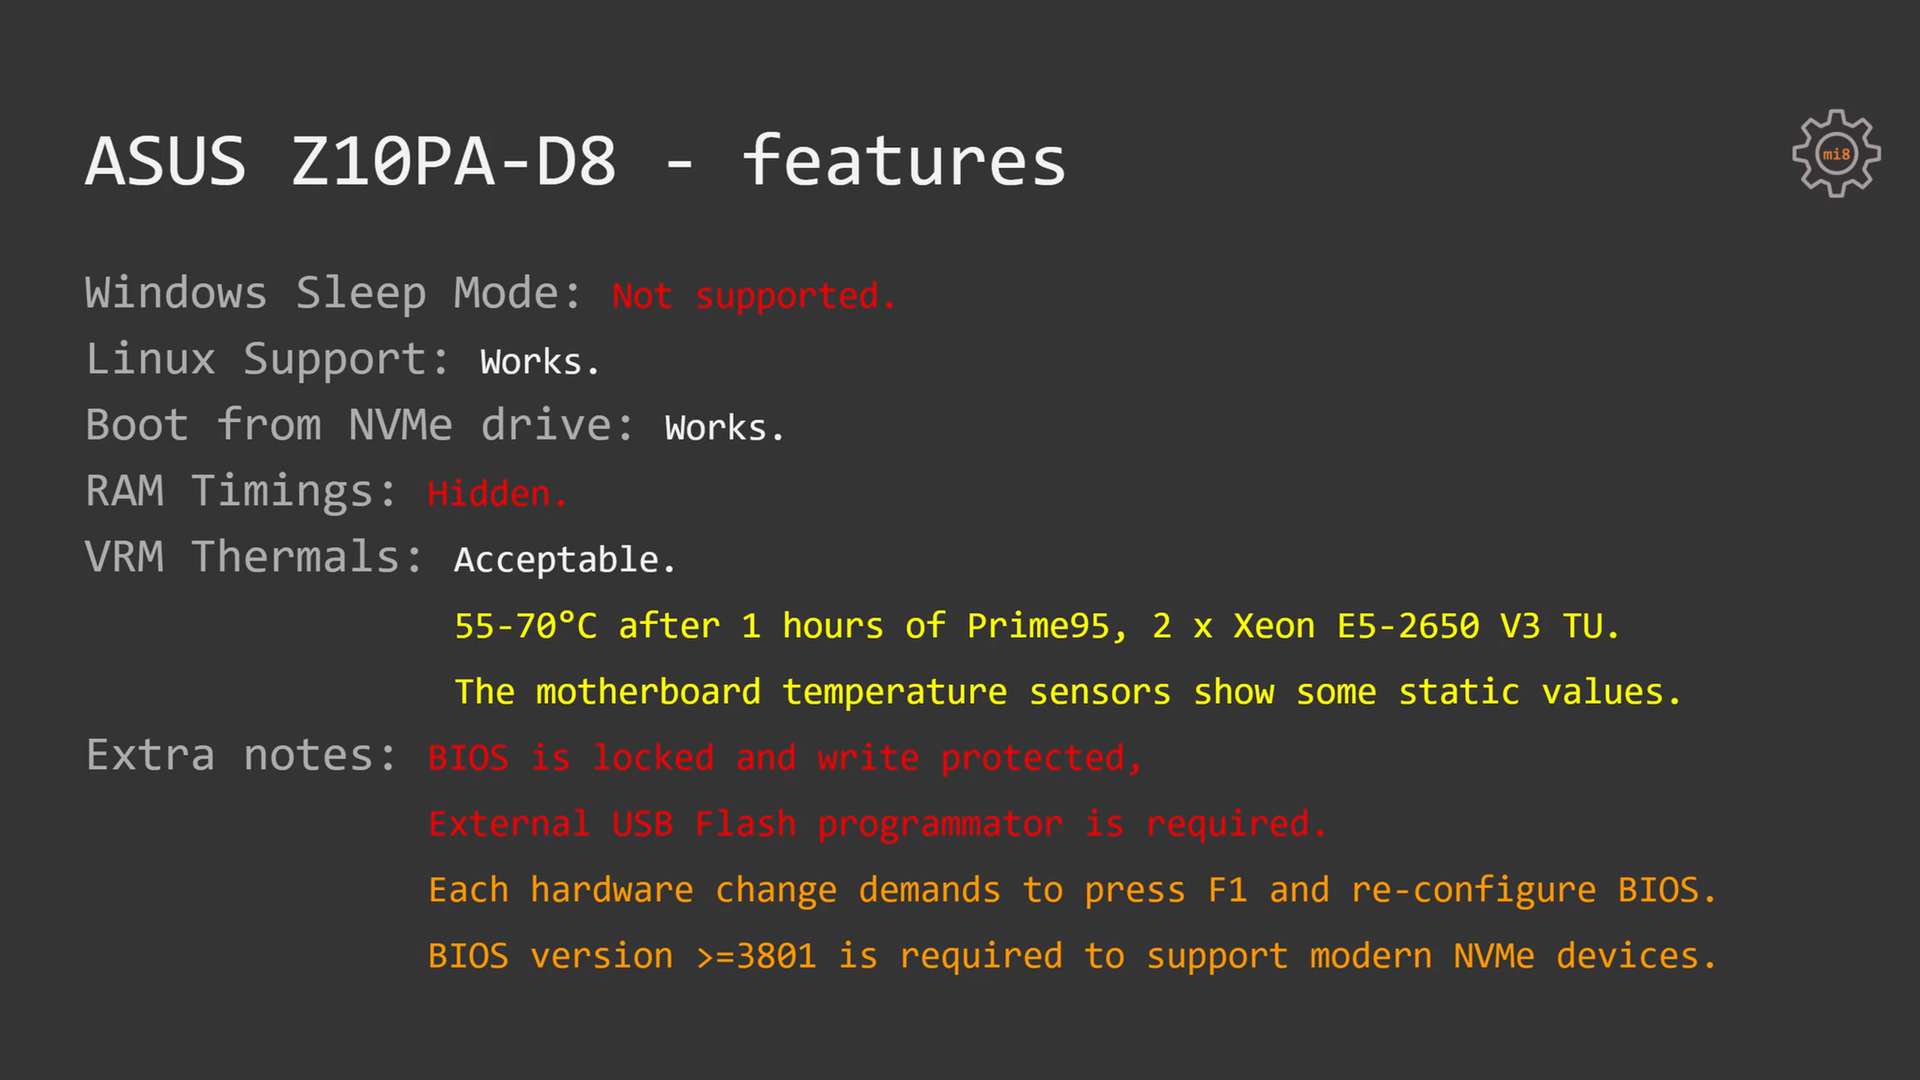 ASUS Z10PA-D8 - features
mi8
Windows Sleep Mode: Not supported.
Linux Support: Works.
Boot from NVMe drive: Works.
RAM Timings: Hidden.
VRM Thermals: Acceptable.
55-70°C after 1 hours of Prime95, 2 x Xeon E5-2650 V3 TU.
The motherboard temperature sensors show some static values.
Extra notes: BIOS is locked and write protected,
External USB Flash programmator is required.
Each hardware change demands to press F1 and re-configure BIOS.
BIOS version >=3801 is required to support modern NVMe devices.